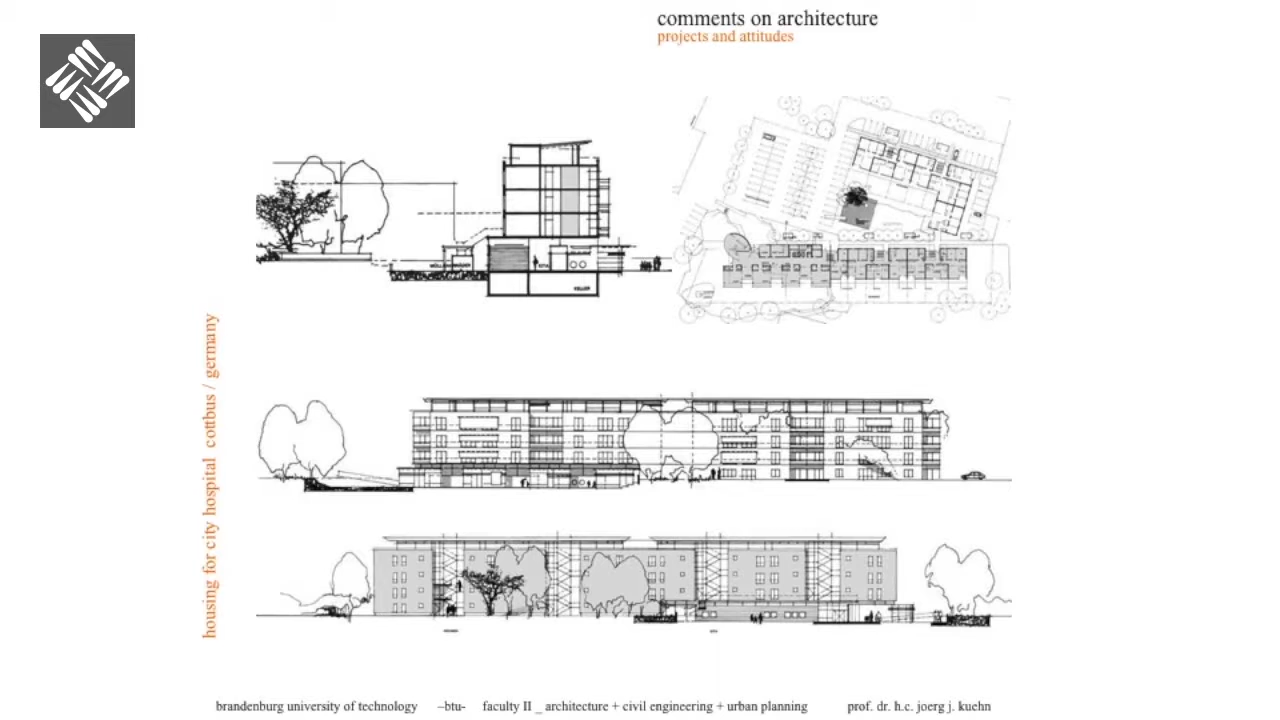 comments on architecture
projects and attitudes
KELLER
housing for city hospital cottbus / germany
brandenburg university of technology –btu- faculty II _ architecture + civil engineering + urban planning prof. dr. h.c. joerg j. kuehn